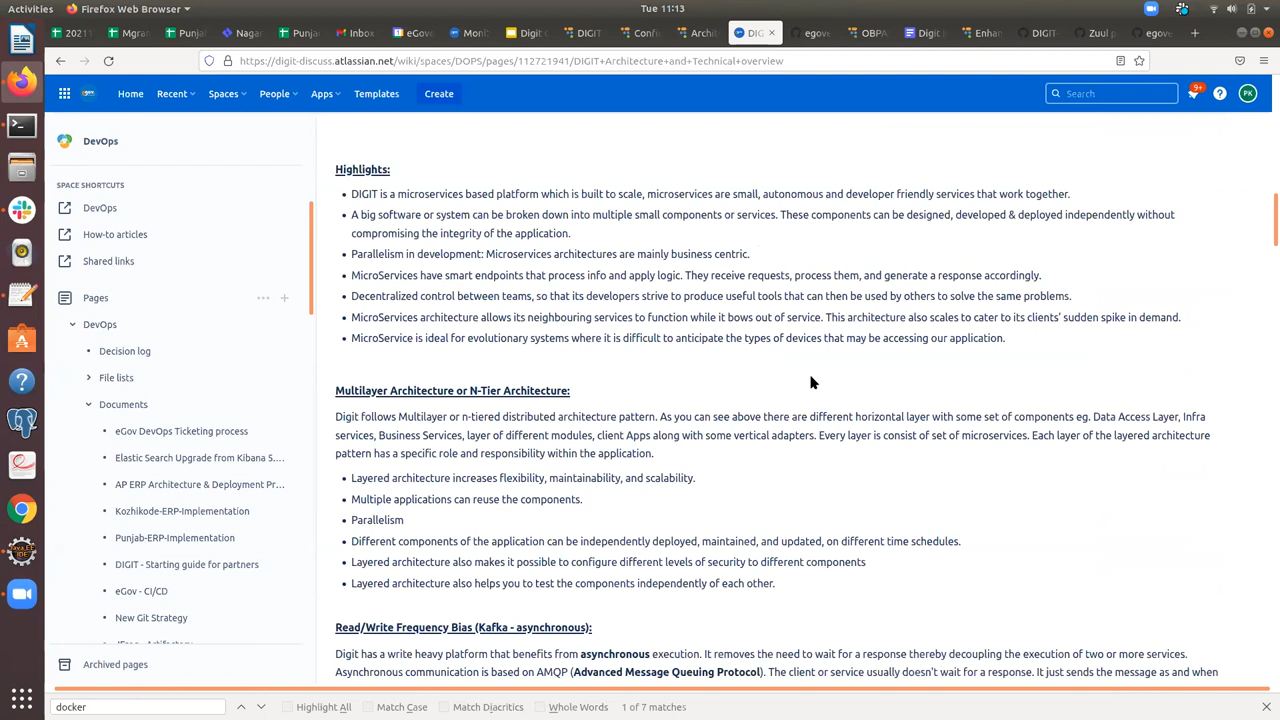 Activities
Firefox Web Browser
Tue 11:13
Mgran
Punjal
Nagar
Punjal
Inbox
eGov
Monit
Digit
DIGIT
Confi
Archit
DIG
egove
OBPA
Digit I
Enhan
DIGIT-
Zuul p
egove
https://digit-discuss.atlassian.net/wiki/spaces/DOPS/pages/112721941/DIGIT+Architecture+and+Technical+overview
Home
Recent
Spaces
People
Apps
Templates
Create
Search
9+
PK
DevOps
SPACE SHORTCUTS
DevOps
How-to articles
Shared links
Pages
DevOps
Decision log
File lists
Documents
eGov DevOps Ticketing process
Elastic Search Upgrade from Kibana 5....
AP ERP Architecture & Deployment Pr...
Kozhikode-ERP-Implementation
Punjab-ERP-Implementation
DIGIT - Starting guide for partners
eGov - CI/CD
New Git Strategy
Archived pages
Highlights:
• DIGIT is a microservices based platform which is built to scale, microservices are small, autonomous and developer friendly services that work together.
• A big software or system can be broken down into multiple small components or services. These components can be designed, developed & deployed independently without
compromising the integrity of the application.
• Parallelism in development: Microservices architectures are mainly business centric.
• MicroServices have smart endpoints that process info and apply logic. They receive requests, process them, and generate a response accordingly.
• Decentralized control between teams, so that its developers strive to produce useful tools that can then be used by others to solve the same problems.
• MicroServices architecture allows its neighbouring services to function while it bows out of service. This architecture also scales to cater to its clients' sudden spike in demand.
• MicroService is ideal for evolutionary systems where it is difficult to anticipate the types of devices that may be accessing our application.
Multilayer Architecture or N-Tier Architecture:
Digit follows Multilayer or n-tiered distributed architecture pattern. As you can see above there are different horizontal layer with some set of components eg. Data Access Layer, Infra
services, Business Services, layer of different modules, client Apps along with some vertical adapters. Every layer is consist of set of microservices. Each layer of the layered architecture
pattern has a specific role and responsibility within the application.
• Layered architecture increases flexibility, maintainability, and scalability.
• Multiple applications can reuse the components.
• Parallelism
• Different components of the application can be independently deployed, maintained, and updated, on different time schedules.
• Layered architecture also makes it possible to configure different levels of security to different components
• Layered architecture also helps you to test the components independently of each other.
Read/Write Frequency Bias (Kafka - asynchronous):
Digit has a write heavy platform that benefits from asynchronous execution. It removes the need to wait for a response thereby decoupling the execution of two or more services.
Asynchronous communication is based on AMQP (Advanced Message Queuing Protocol). The client or service usually doesn't wait for a response. It just sends the message as and when
docker
Highlight All
Match Case
Match Diacritics
Whole Words
1 of 7 matches